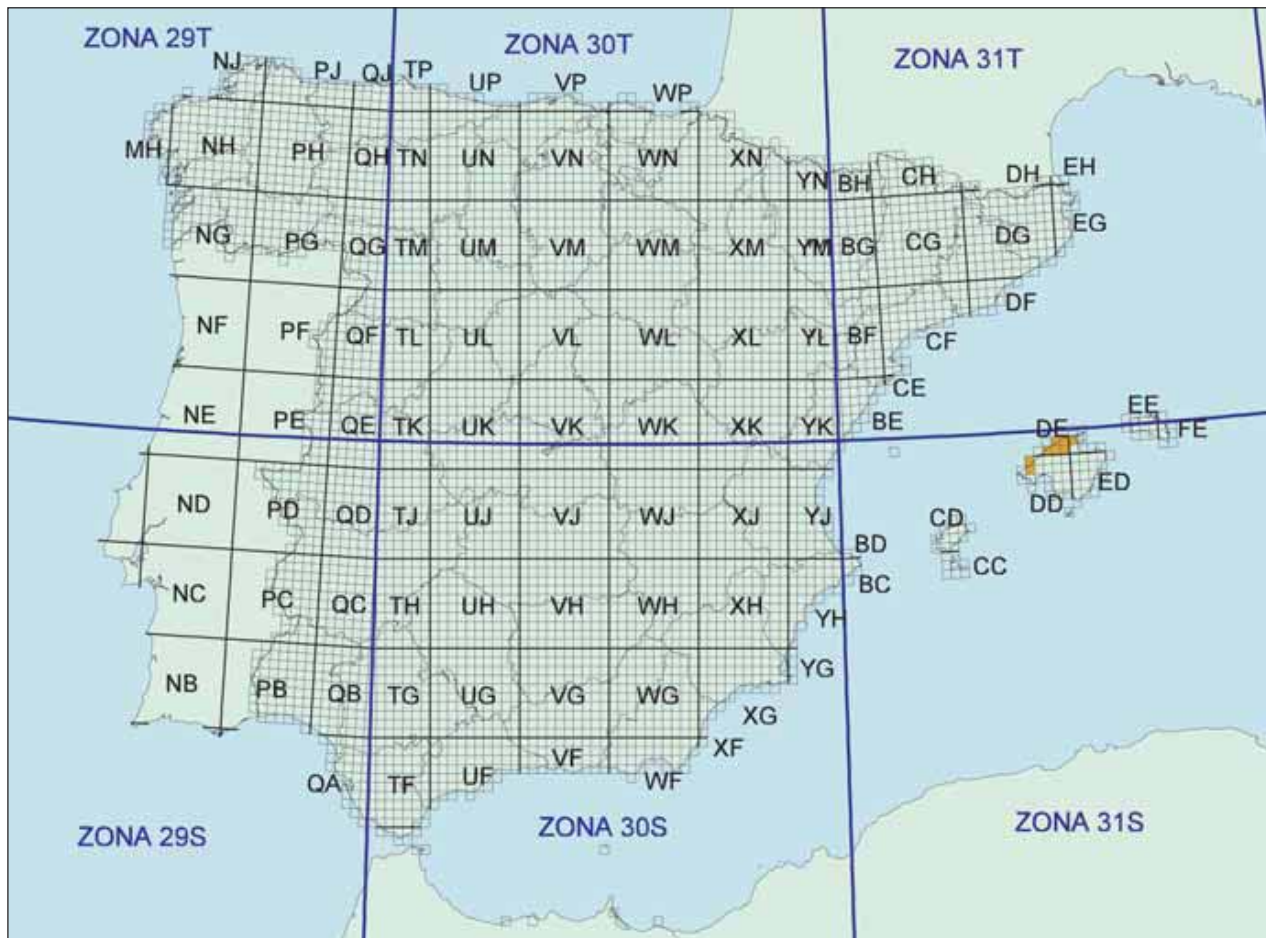 ZONA 29T
ZONA 30T
ZONA 31T
NJ
PJ
QJ
TP
UP
VP
WP
MH
NH
PH
QH
TN
UN
VN
WN
XN
YN
BH
CH
DH
EH
NG
PG
QG
TM
UM
VM
WM
XM
YM
BG
CG
DG
EG
NF
PF
QF
TL
UL
VL
WL
XL
YL
BF
CF
DF
NE
PE
QE
TK
UK
VK
WK
XK
YK
BE
CE
DE
EE
FE
ND
PD
QD
TJ
UJ
VJ
WJ
XJ
YJ
BD
CD
DD
ED
NC
PC
QC
TH
UH
VH
WH
XH
YH
BC
CC
NB
PB
QB
TG
UG
VG
WG
XG
YG
QA
TF
UF
VF
WF
XF
ZONA 29S
ZONA 30S
ZONA 31S